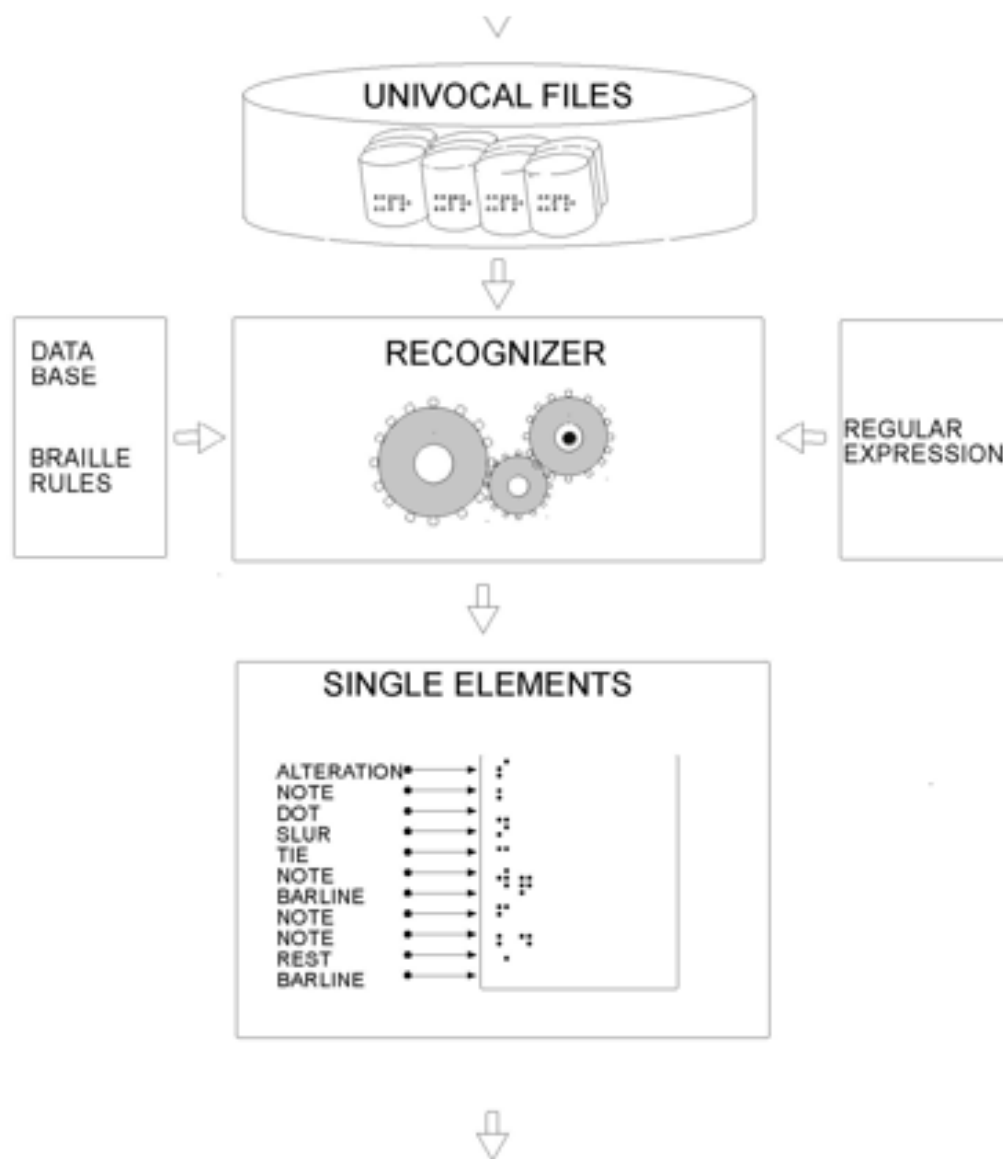 UNIVOCAL FILES
DATA
BASE
BRAILLE
RULES
RECOGNIZER
REGULAR
EXPRESSION
SINGLE ELEMENTS
ALTERATION
NOTE
DOT
SLUR
TIE
NOTE
BARLINE
NOTE
NOTE
REST
BARLINE